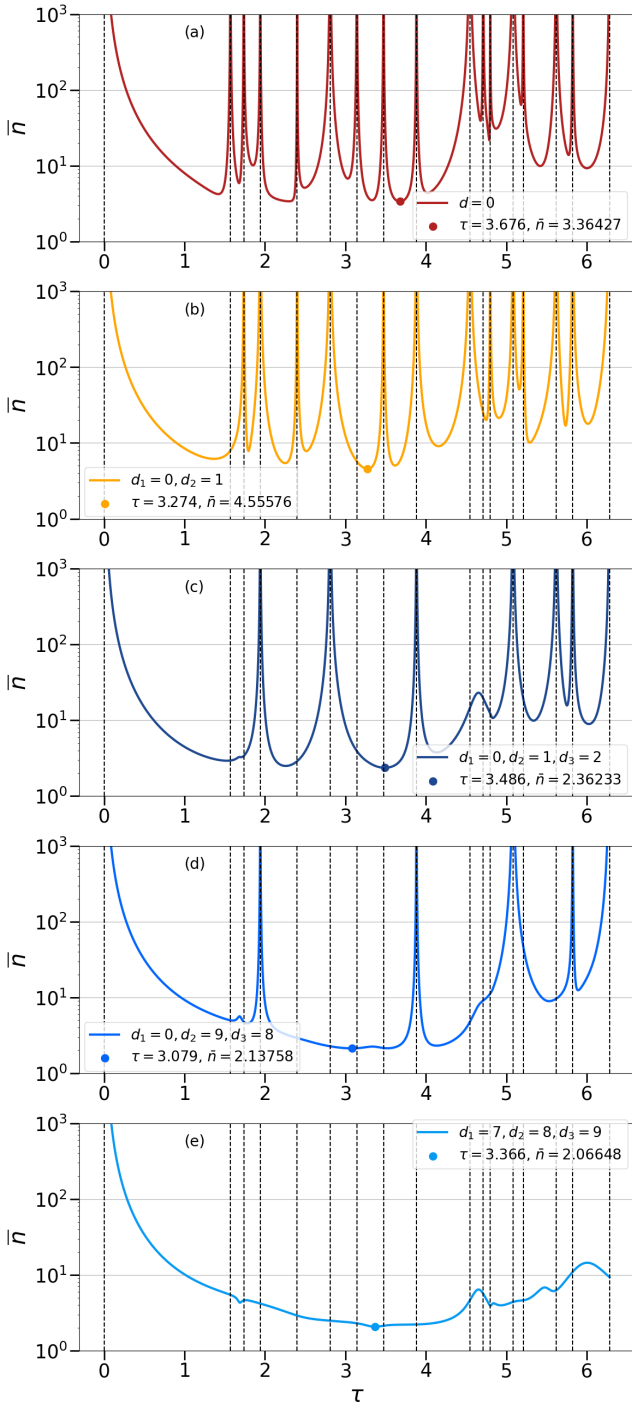 10³
(a)
10²
n̅
10¹
d = 0
τ = 3.676, n̄ = 3.36427
10⁰
0 1 2 3 4 5 6
10³
(b)
10²
n̅
10¹
d₁ = 0, d₂ = 1
τ = 3.274, n̄ = 4.55576
10⁰
0 1 2 3 4 5 6
10³
(c)
10²
n̅
10¹
d₁ = 0, d₂ = 1, d₃ = 2
τ = 3.486, n̄ = 2.36233
10⁰
0 1 2 3 4 5 6
10³
(d)
10²
n̅
10¹
d₁ = 0, d₂ = 9, d₃ = 8
τ = 3.079, n̄ = 2.13758
10⁰
0 1 2 3 4 5 6
10³
d₁ = 7, d₂ = 8, d₃ = 9
(e)
τ = 3.366, n̄ = 2.06648
10²
n̅
10¹
10⁰
0 1 2 3 4 5 6
τ